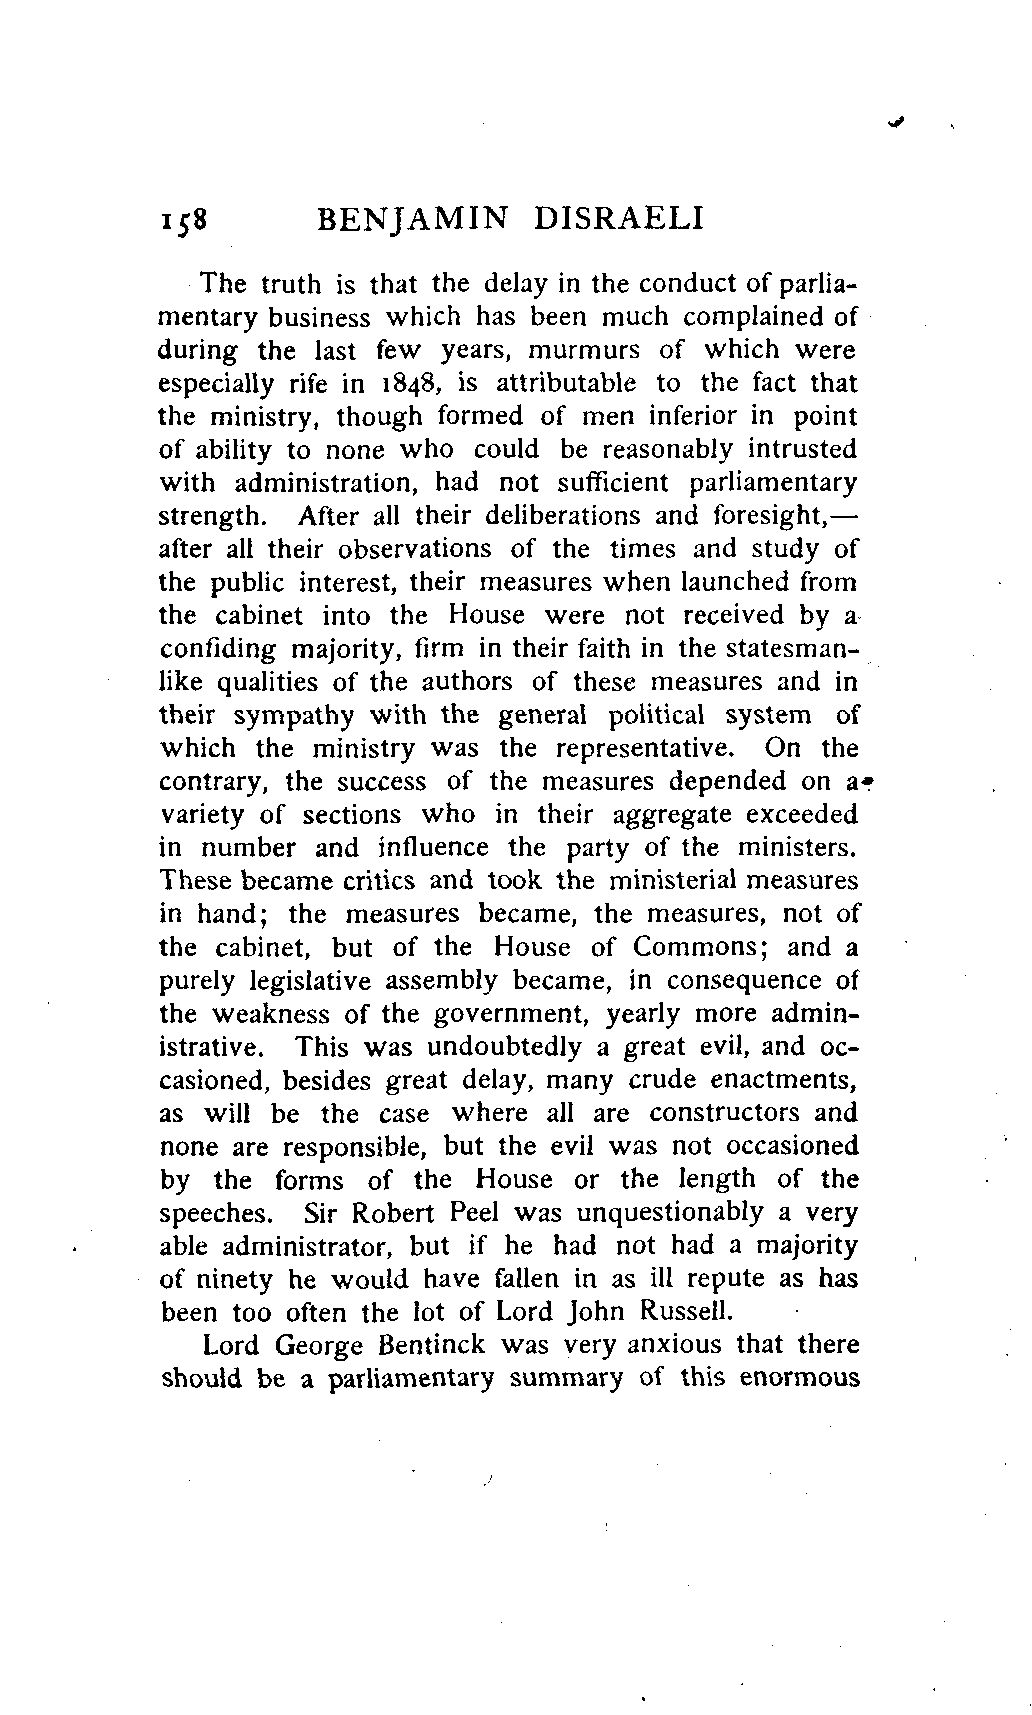 158 BENJAMIN DISRAELI
The truth is that the delay in the conduct of parlia-
mentary business which has been much complained of
during the last few years, murmurs of which were
especially rife in 1848, is attributable to the fact that
the ministry, though formed of men inferior in point
of ability to none who could be reasonably intrusted
with administration, had not sufficient parliamentary
strength. After all their deliberations and foresight,—
after all their observations of the times and study of
the public interest, their measures when launched from
the cabinet into the House were not received by a
confiding majority, firm in their faith in the statesman-
like qualities of the authors of these measures and in
their sympathy with the general political system of
which the ministry was the representative. On the
contrary, the success of the measures depended on a
variety of sections who in their aggregate exceeded
in number and influence the party of the ministers.
These became critics and took the ministerial measures
in hand; the measures became, the measures, not of
the cabinet, but of the House of Commons; and a
purely legislative assembly became, in consequence of
the weakness of the government, yearly more admin-
istrative. This was undoubtedly a great evil, and oc-
casioned, besides great delay, many crude enactments,
as will be the case where all are constructors and
none are responsible, but the evil was not occasioned
by the forms of the House or the length of the
speeches. Sir Robert Peel was unquestionably a very
able administrator, but if he had not had a majority
of ninety he would have fallen in as ill repute as has
been too often the lot of Lord John Russell.
Lord George Bentinck was very anxious that there
should be a parliamentary summary of this enormous